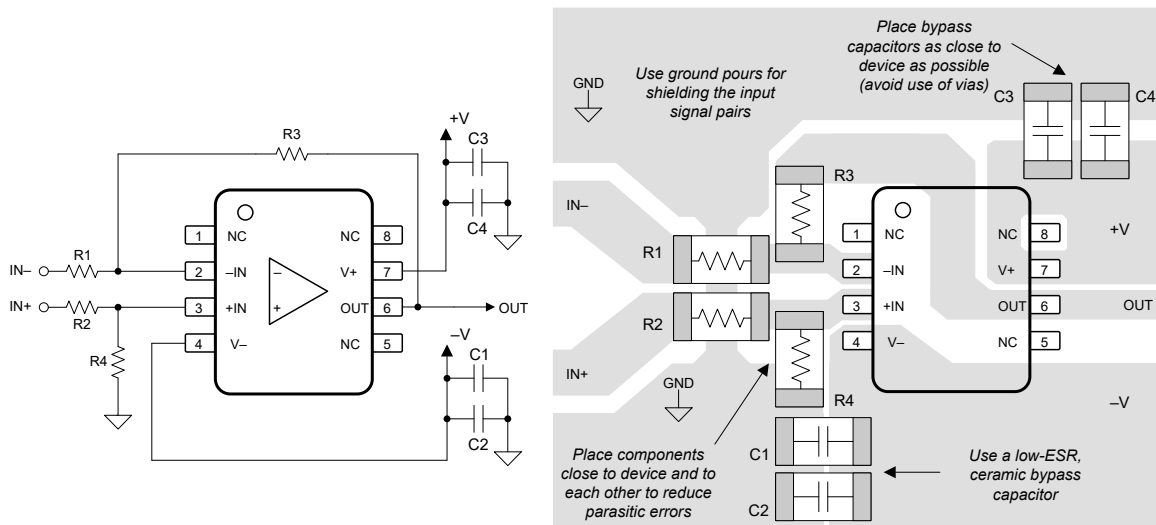 +V
C3
R3
C4
1
NC
NC
8
R1
IN–
2
–IN
–
V+
7
IN+
3
+IN
+
OUT
6
OUT
R2
4
V–
NC
5
R4
–V
C1
C2
Place bypass
capacitors as close to
device as possible
(avoid use of vias)
Use ground pours for
shielding the input
signal pairs
GND
C3
C4
R3
IN–
1
NC
NC
8
+V
R1
2
–IN
V+
7
3
+IN
OUT
6
OUT
R2
4
V–
NC
5
IN+
GND
R4
–V
Place components
close to device and to
each other to reduce
parasitic errors
C1
C2
Use a low-ESR,
ceramic bypass
capacitor